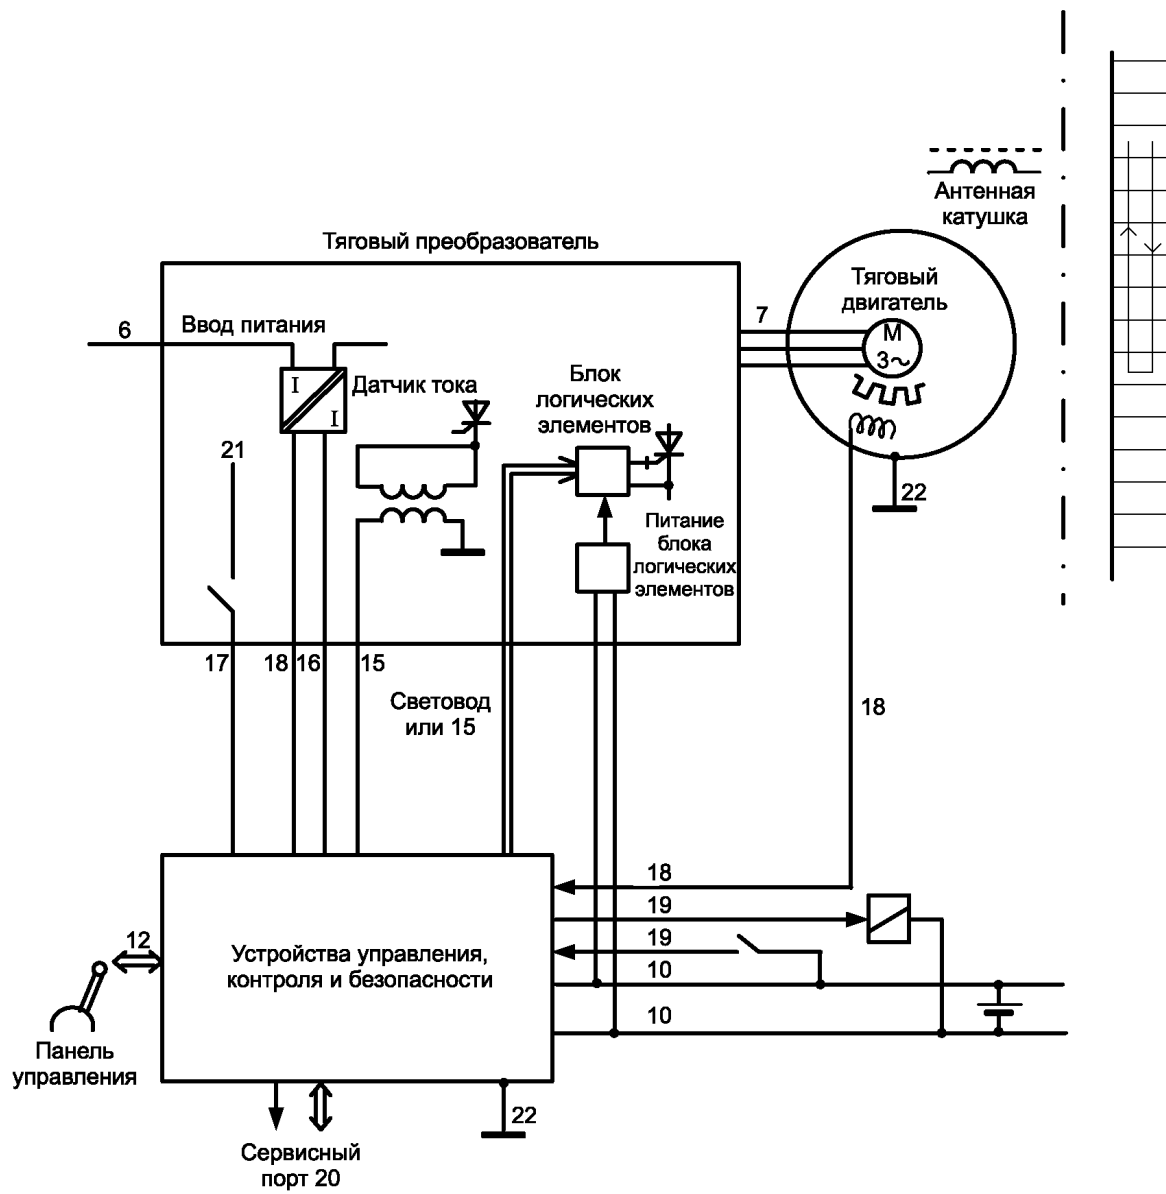 Антенная
катушка
Тяговый преобразователь
Тяговый
двигатель
7
M
3~
6
Ввод питания
I
I
Датчик тока
Блок
логических
элементов
21
22
Питание
блока
логических
элементов
17
18
16
15
Световод
или 15
18
18
19
19
10
10
12
Устройства управления,
контроля и безопасности
Панель
управления
22
Сервисный
порт 20